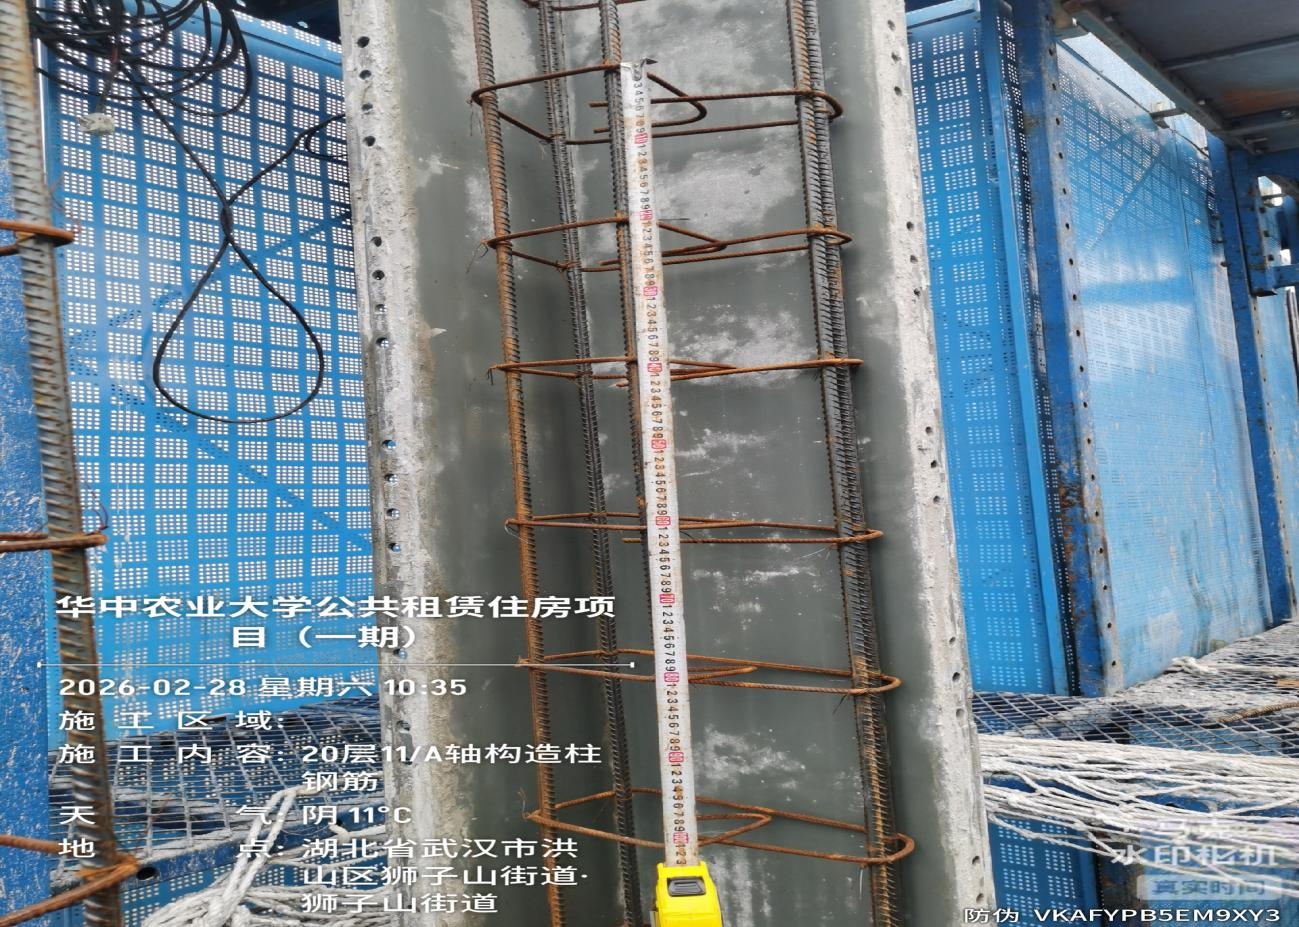 华中农业大学公共租赁住房项
目（一期）
2026-02-28 星期六 10:35
施工区域：
施工内容：20层11/A轴构造柱
钢筋
天气：阴 11°C
地点：湖北省武汉市洪
山区狮子山街道·
狮子山街道
水印相机
真实时间
防伪 VKAFYPB5EM9XY3